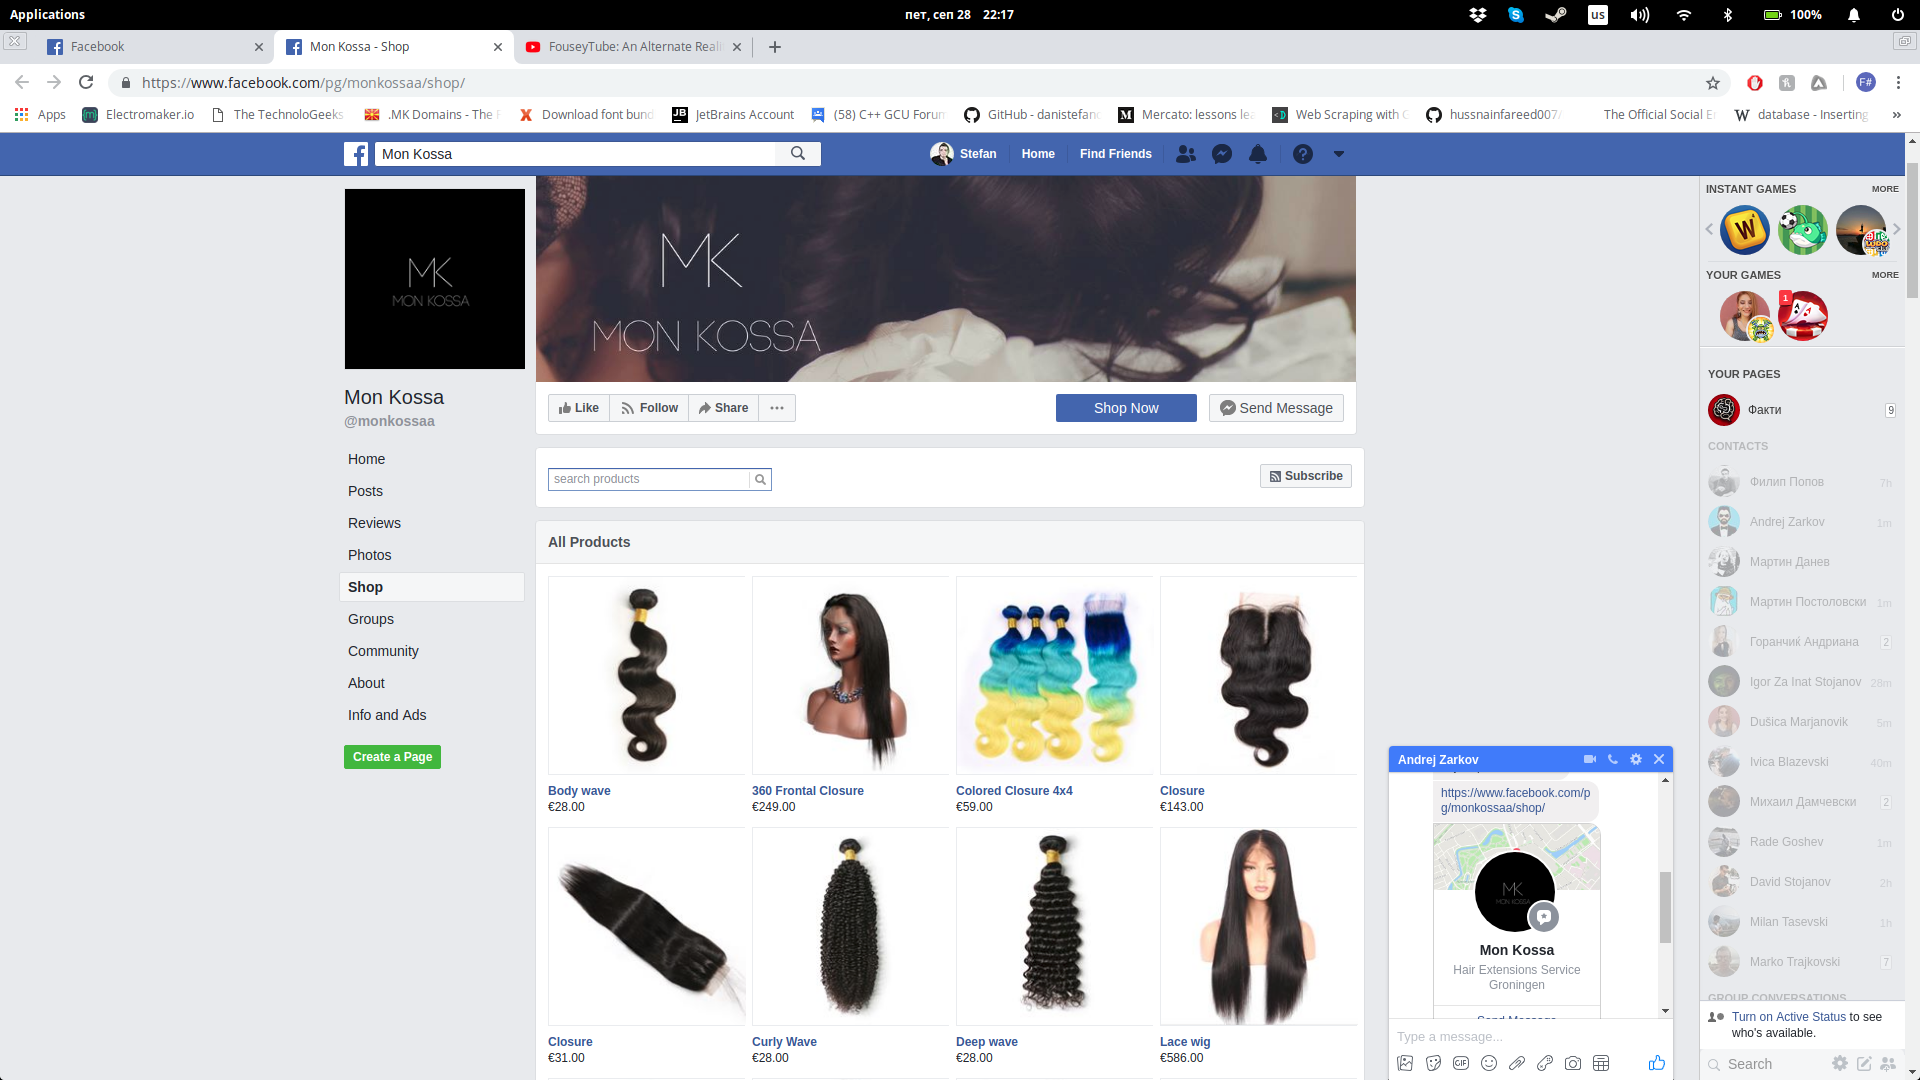 Applications
пет, сеп 28 22:17
us
100%
Facebook
Mon Kossa - Shop
FouseyTube: An Alternate Reali
https://www.facebook.com/pg/monkossaa/shop/
F#
Apps
Electromaker.io
The TechnoloGeeks
.MK Domains - The F
Download font bund
JetBrains Account
(58) C++ GCU Forum
GitHub - danistefan
Mercato: lessons lea
Web Scraping with C
hussnainfareed007/
The Official Social E
database - Inserting
»
Mon Kossa
Stefan
Home
Find Friends
MK
MON KOSSA
Mon Kossa
@monkossaa
Home
Posts
Reviews
Photos
Shop
Groups
Community
About
Info and Ads
Create a Page
MK
MON KOSSA
Like
Follow
Share
Shop Now
Send Message
search products
Subscribe
All Products
Body wave
€28.00
360 Frontal Closure
€249.00
Colored Closure 4x4
€59.00
Closure
€143.00
Closure
€31.00
Curly Wave
€28.00
Deep wave
€28.00
Lace wig
€586.00
Andrej Zarkov
https://www.facebook.com/p
g/monkossaa/shop/
MK
MON KOSSA
Mon Kossa
Hair Extensions Service
Groningen
Send Message
Type a message...
GIF
INSTANT GAMES MORE
W
YOUR GAMES MORE
1
YOUR PAGES
Факти 9
CONTACTS
Филип Попов 7h
Andrej Zarkov 1m
Мартин Данев
Мартин Постоловски 1m
Горанчиќ Андриана 2
Igor Za Inat Stojanov 28m
Dušica Marjanovik 5m
Ivica Blazevski 40m
Михаил Дамчевски 2
Rade Goshev 1m
David Stojanov 2h
Milan Tasevski 1h
Marko Trajkovski 7
GROUP CONVERSATIONS
Turn on Active Status to see
who's available.
Search